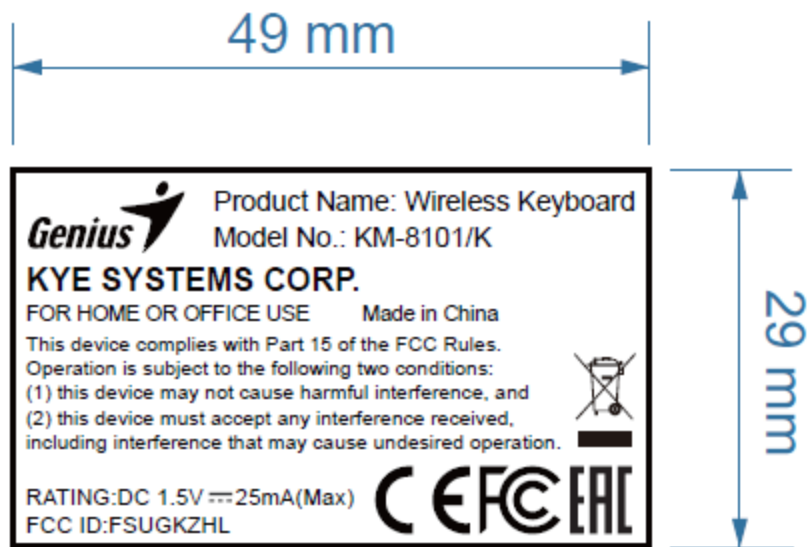 49 mm
Genius
Product Name: Wireless Keyboard
Model No.: KM-8101/K
KYE SYSTEMS CORP.
FOR HOME OR OFFICE USE Made in China
This device complies with Part 15 of the FCC Rules.
Operation is subject to the following two conditions:
(1) this device may not cause harmful interference, and
(2) this device must accept any interference received,
including interference that may cause undesired operation.
RATING:DC 1.5V⎓25mA(Max)
FCC ID:FSUGKZHL
CE FC EAC
29 mm